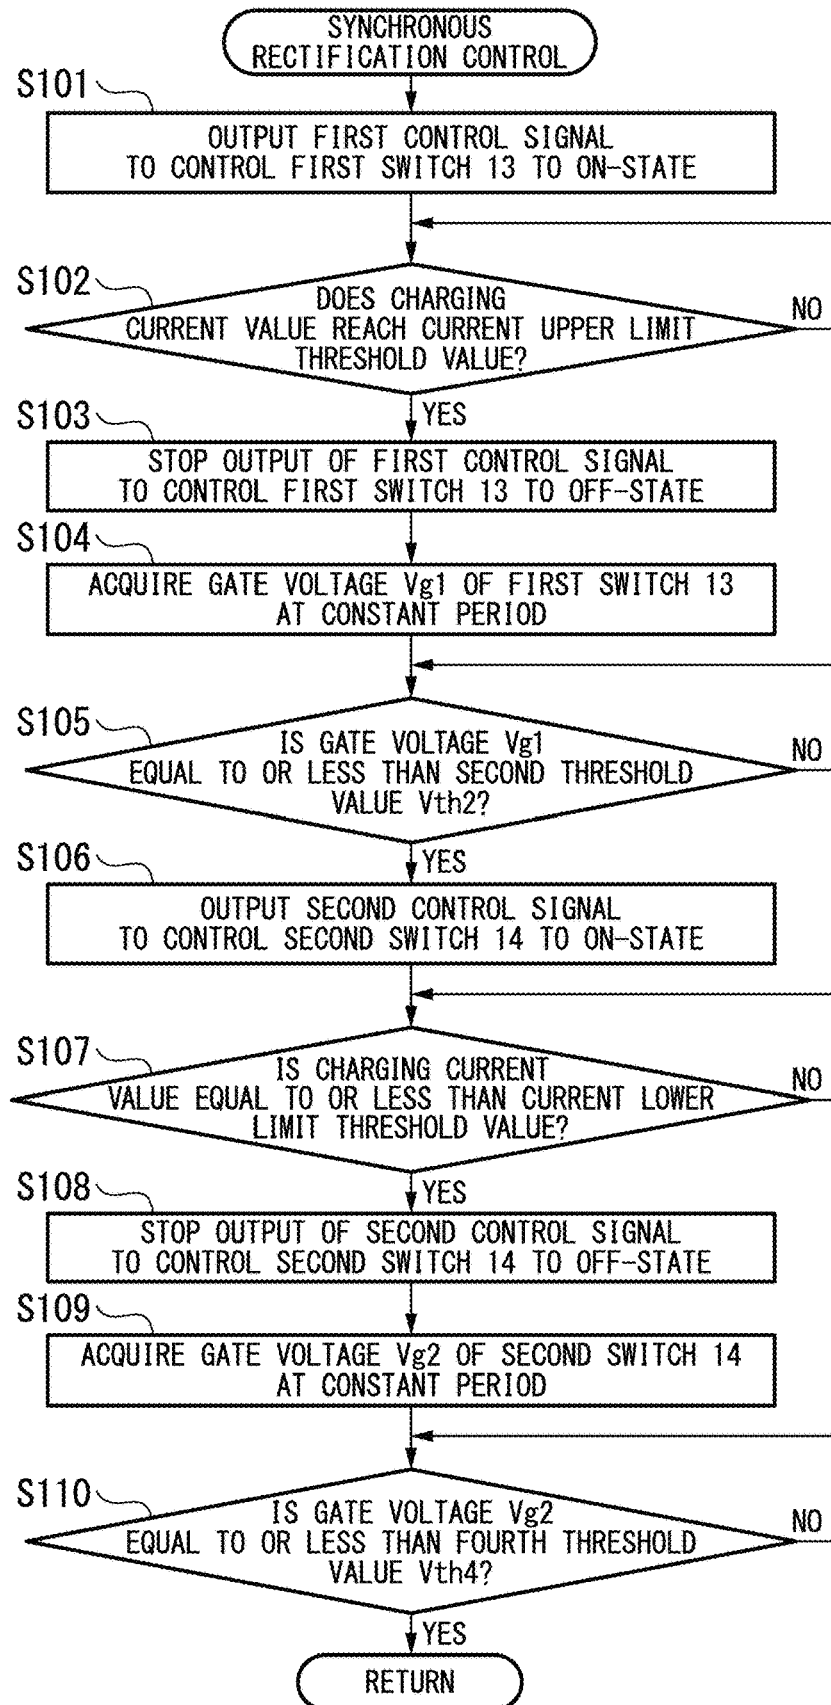 SYNCHRONOUS
RECTIFICATION CONTROL
S101
OUTPUT FIRST CONTROL SIGNAL
TO CONTROL FIRST SWITCH 13 TO ON-STATE
S102
DOES CHARGING
CURRENT VALUE REACH CURRENT UPPER LIMIT
THRESHOLD VALUE?
NO
YES
S103
STOP OUTPUT OF FIRST CONTROL SIGNAL
TO CONTROL FIRST SWITCH 13 TO OFF-STATE
S104
ACQUIRE GATE VOLTAGE Vg1 OF FIRST SWITCH 13
AT CONSTANT PERIOD
S105
IS GATE VOLTAGE Vg1
EQUAL TO OR LESS THAN SECOND THRESHOLD
VALUE Vth2?
NO
YES
S106
OUTPUT SECOND CONTROL SIGNAL
TO CONTROL SECOND SWITCH 14 TO ON-STATE
S107
IS CHARGING CURRENT
VALUE EQUAL TO OR LESS THAN CURRENT LOWER
LIMIT THRESHOLD VALUE?
NO
YES
S108
STOP OUTPUT OF SECOND CONTROL SIGNAL
TO CONTROL SECOND SWITCH 14 TO OFF-STATE
S109
ACQUIRE GATE VOLTAGE Vg2 OF SECOND SWITCH 14
AT CONSTANT PERIOD
S110
IS GATE VOLTAGE Vg2
EQUAL TO OR LESS THAN FOURTH THRESHOLD
VALUE Vth4?
NO
YES
RETURN